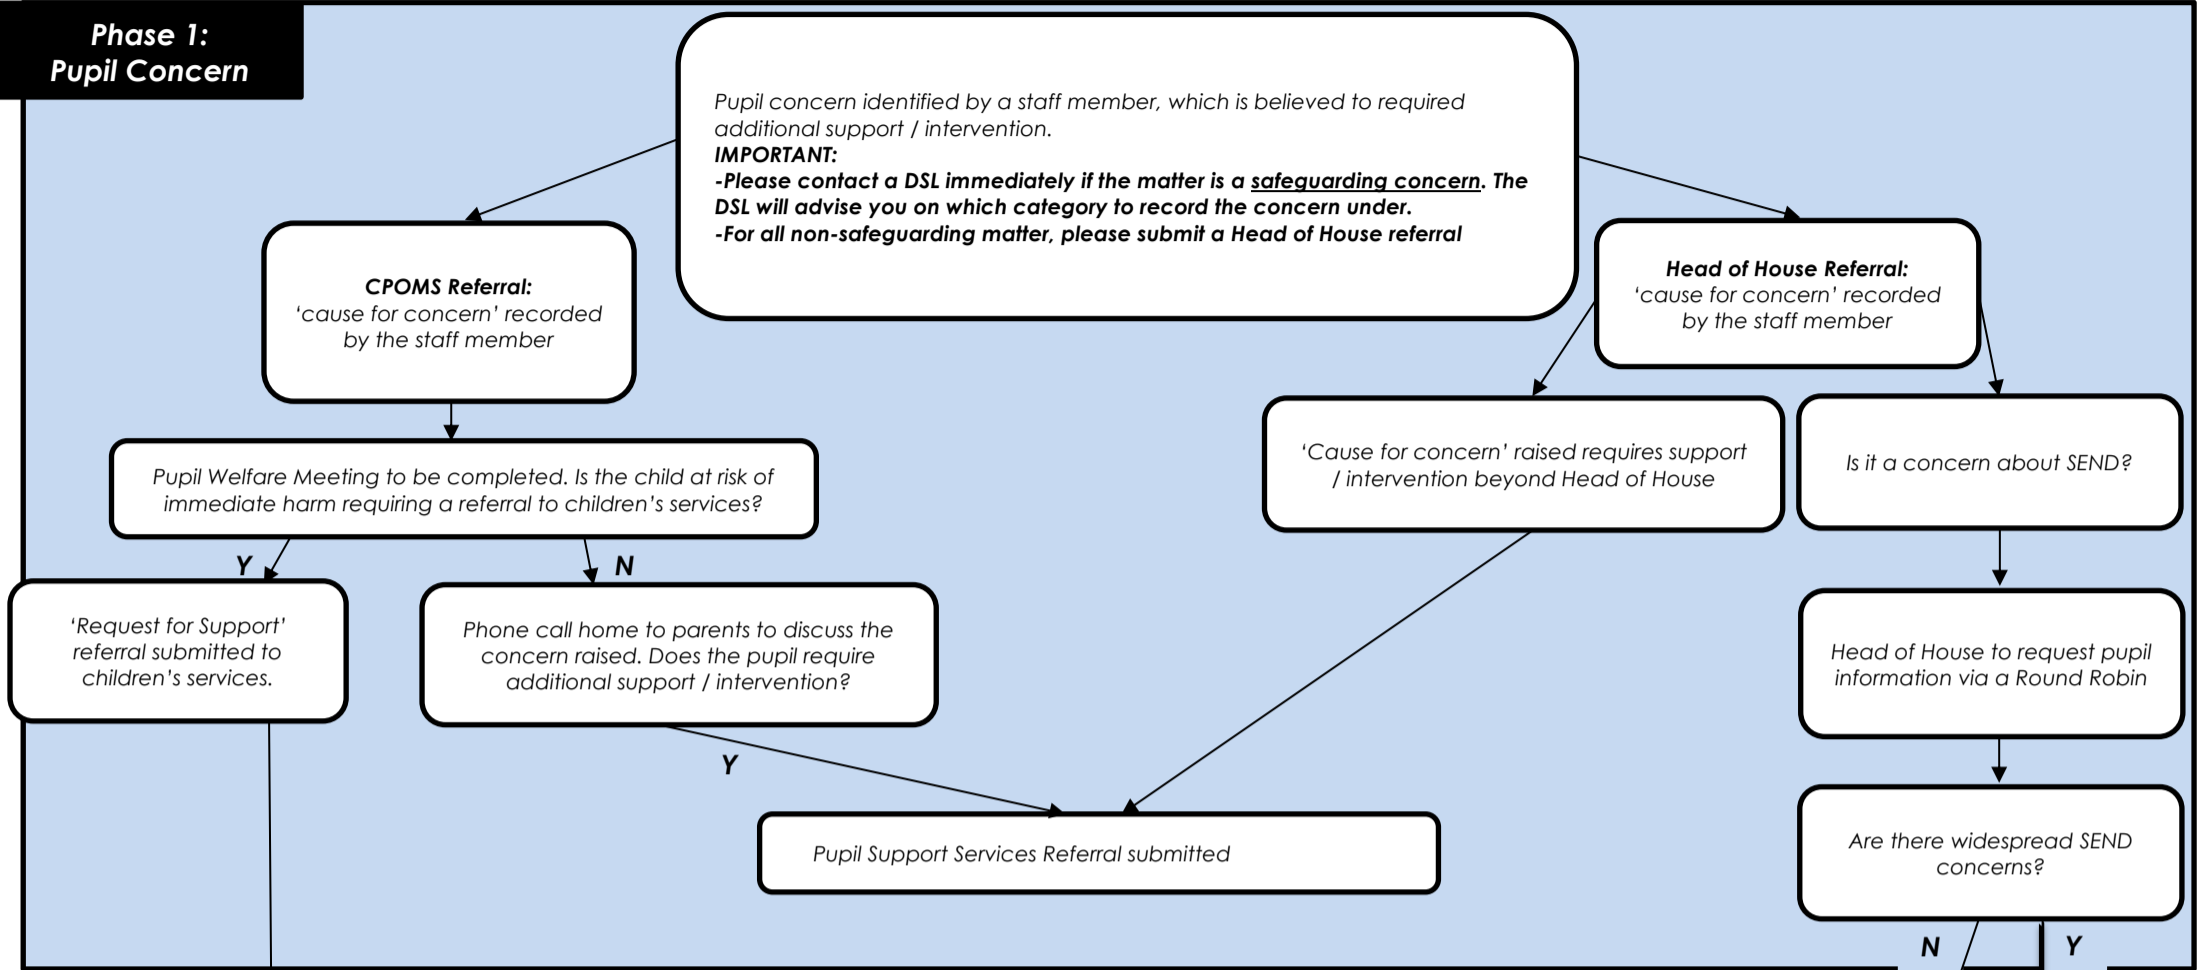 Phase 1:
Pupil Concern
Pupil concern identified by a staff member, which is believed to required
additional support / intervention.
IMPORTANT:
-Please contact a DSL immediately if the matter is a safeguarding concern. The
DSL will advise you on which category to record the concern under.
-For all non-safeguarding matter, please submit a Head of House referral
CPOMS Referral:
‘cause for concern’ recorded
by the staff member
Head of House Referral:
‘cause for concern’ recorded
by the staff member
Pupil Welfare Meeting to be completed. Is the child at risk of
immediate harm requiring a referral to children’s services?
‘Cause for concern’ raised requires support
/ intervention beyond Head of House
Is it a concern about SEND?
Y
N
‘Request for Support’
referral submitted to
children’s services.
Phone call home to parents to discuss the
concern raised. Does the pupil require
additional support / intervention?
Head of House to request pupil
information via a Round Robin
Y
Pupil Support Services Referral submitted
Are there widespread SEND
concerns?
N
Y